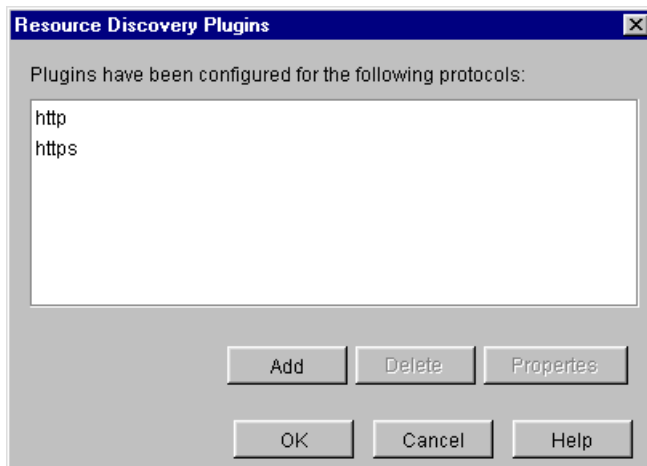 Resource Discovery Plugins
Plugins have been configured for the following protocols:
http
https
Add Delete Propertes
OK Cancel Help